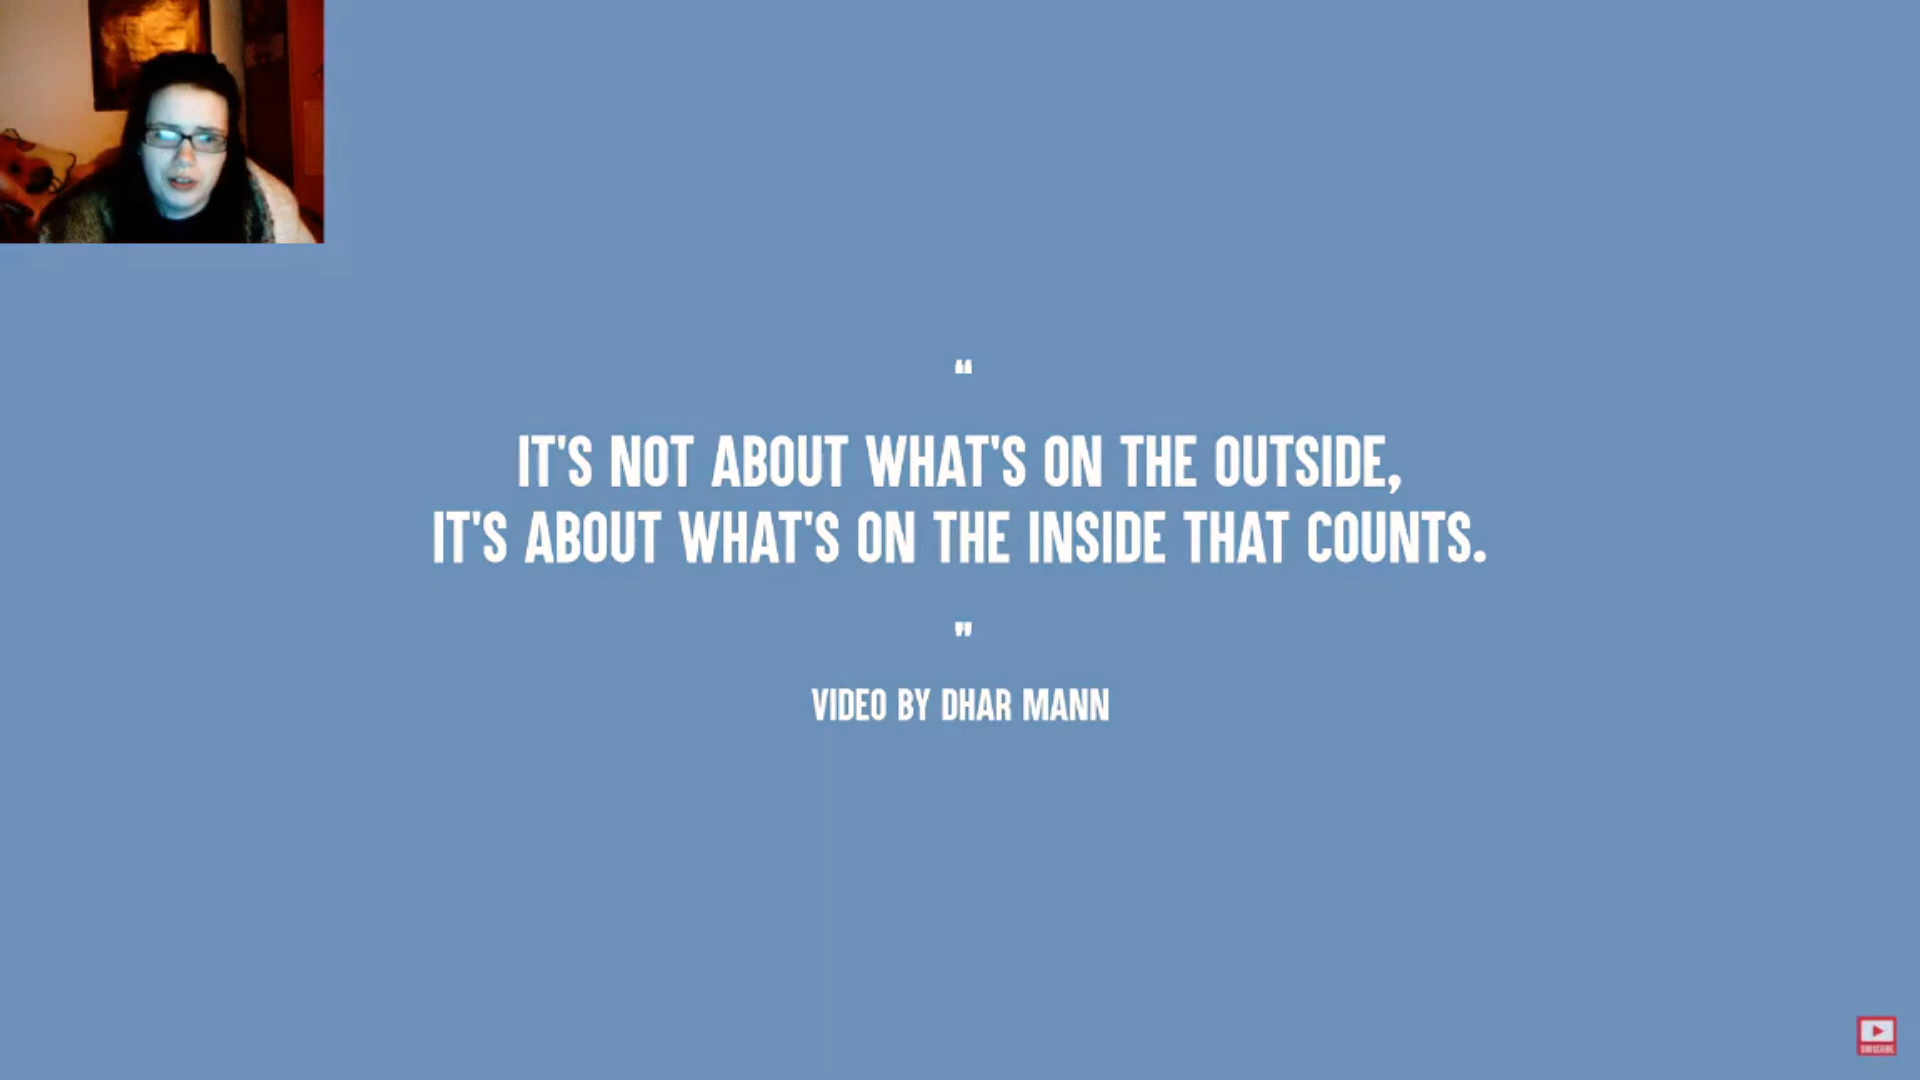 “
IT'S NOT ABOUT WHAT'S ON THE OUTSIDE,
IT'S ABOUT WHAT'S ON THE INSIDE THAT COUNTS.
”
VIDEO BY DHAR MANN
SUBSCRIBE